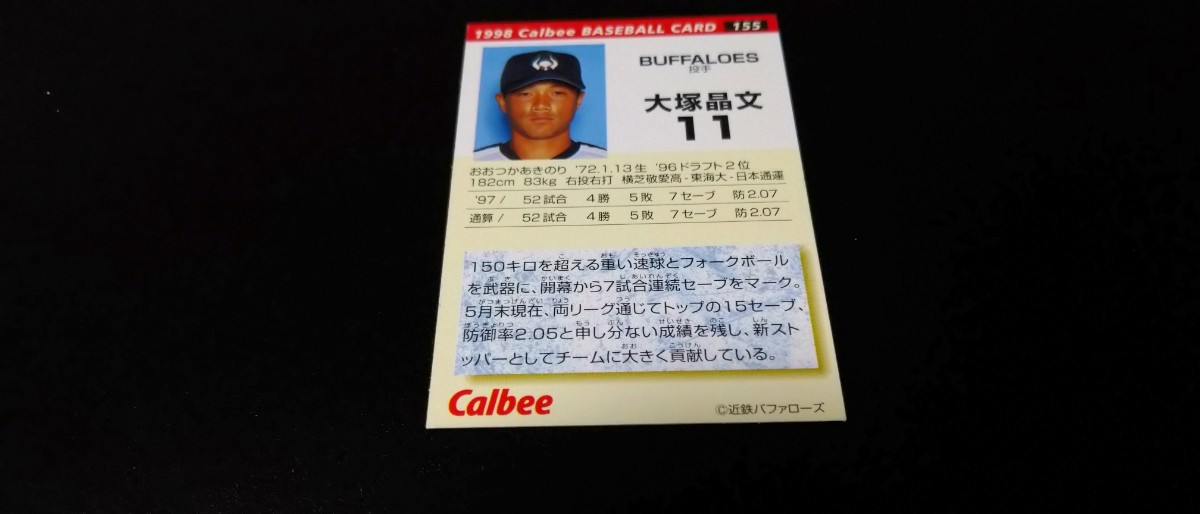 1998 Calbee BASEBALL CARD 155
BUFFALOES
投手
大塚晶文
11
おおつかあきのり '72.1.13生 '96ドラフト2位
182cm 83kg 右投右打 横芝敬愛高-東海大-日本通運
'97/ 52試合 4勝 5敗 7セーブ 防2.07
通算/ 52試合 4勝 5敗 7セーブ 防2.07
150キロを超える重い速球とフォークボール
を武器に、開幕から7試合連続セーブをマーク。
5月末現在、両リーグ通じてトップの15セーブ、
防御率2.05と申し分ない成績を残し、新スト
ッパーとしてチームに大きく貢献している。
Calbee
©近鉄バファローズ